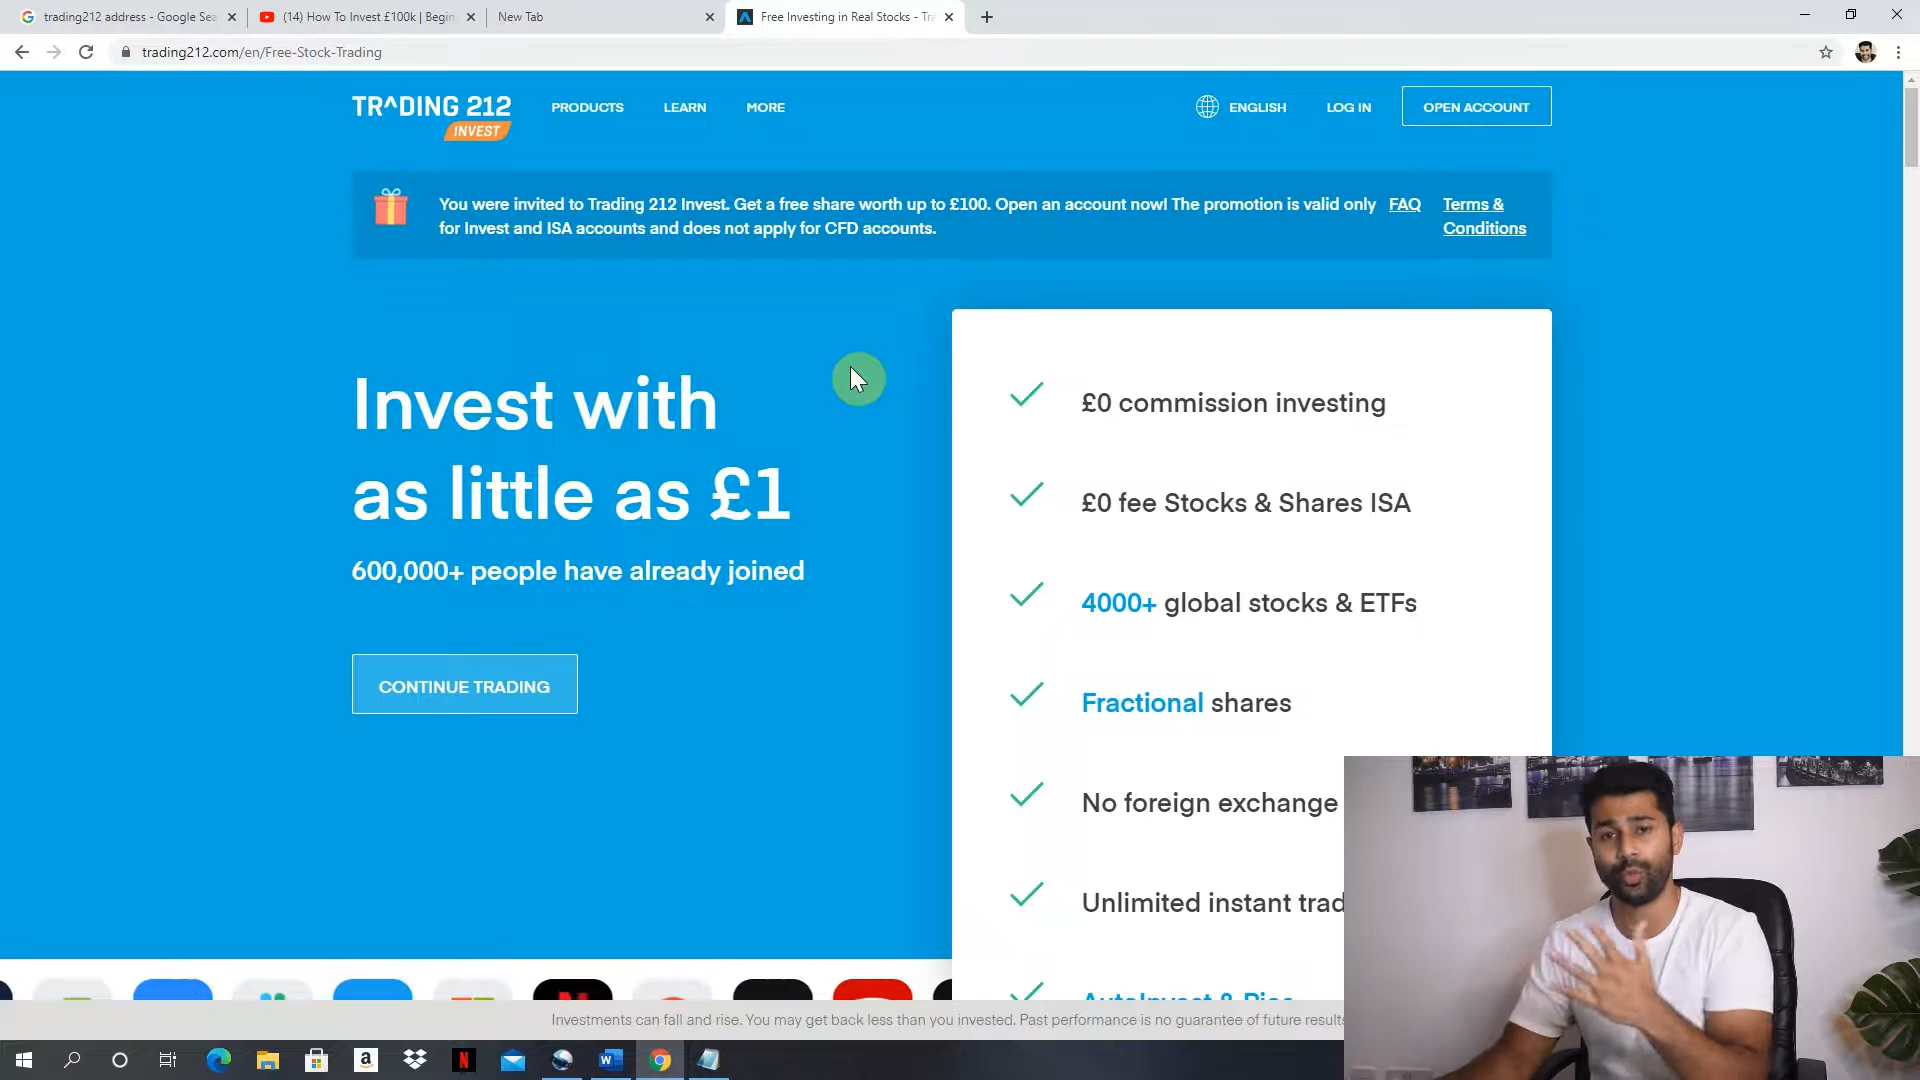 trading212 address - Google Sea
(14) How To Invest £100k | Begin
New Tab
Free Investing in Real Stocks - Tra
trading212.com/en/Free-Stock-Trading
TR^DING 212
INVEST
PRODUCTS
LEARN
MORE
ENGLISH
LOG IN
OPEN ACCOUNT
You were invited to Trading 212 Invest. Get a free share worth up to £100. Open an account now! The promotion is valid only
for Invest and ISA accounts and does not apply for CFD accounts.
FAQ
Terms &
Conditions
Invest with
as little as £1
600,000+ people have already joined
CONTINUE TRADING
£0 commission investing
£0 fee Stocks & Shares ISA
4000+ global stocks & ETFs
Fractional shares
No foreign exchange
Unlimited instant trad
AutoInvest & Pies
Investments can fall and rise. You may get back less than you invested. Past performance is no guarantee of future results